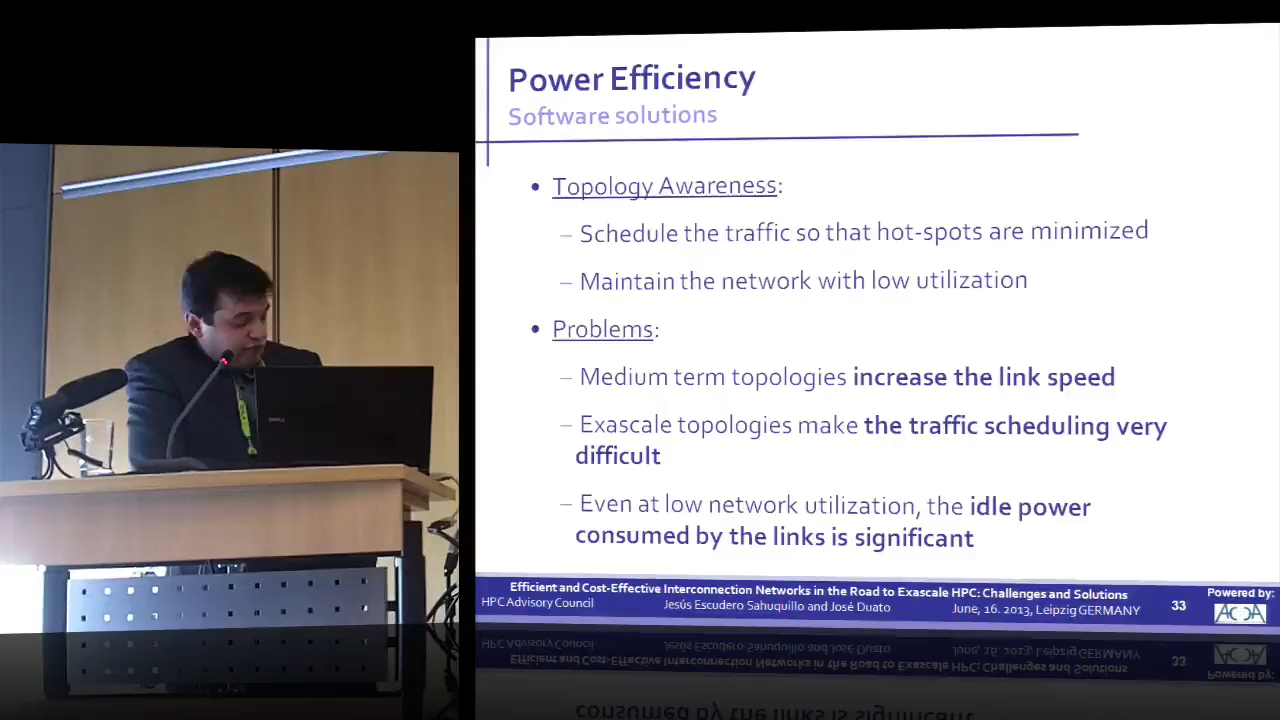 Power Efficiency
Software solutions
• Topology Awareness:
– Schedule the traffic so that hot-spots are minimized
– Maintain the network with low utilization
• Problems:
– Medium term topologies increase the link speed
– Exascale topologies make the traffic scheduling very
difficult
– Even at low network utilization, the idle power
consumed by the links is significant
Efficient and Cost-Effective Interconnection Networks in the Road to Exascale HPC: Challenges and Solutions
HPC Advisory Council Jesús Escudero Sahuquillo and José Duato June, 16. 2013, Leipzig GERMANY 33
Powered by: